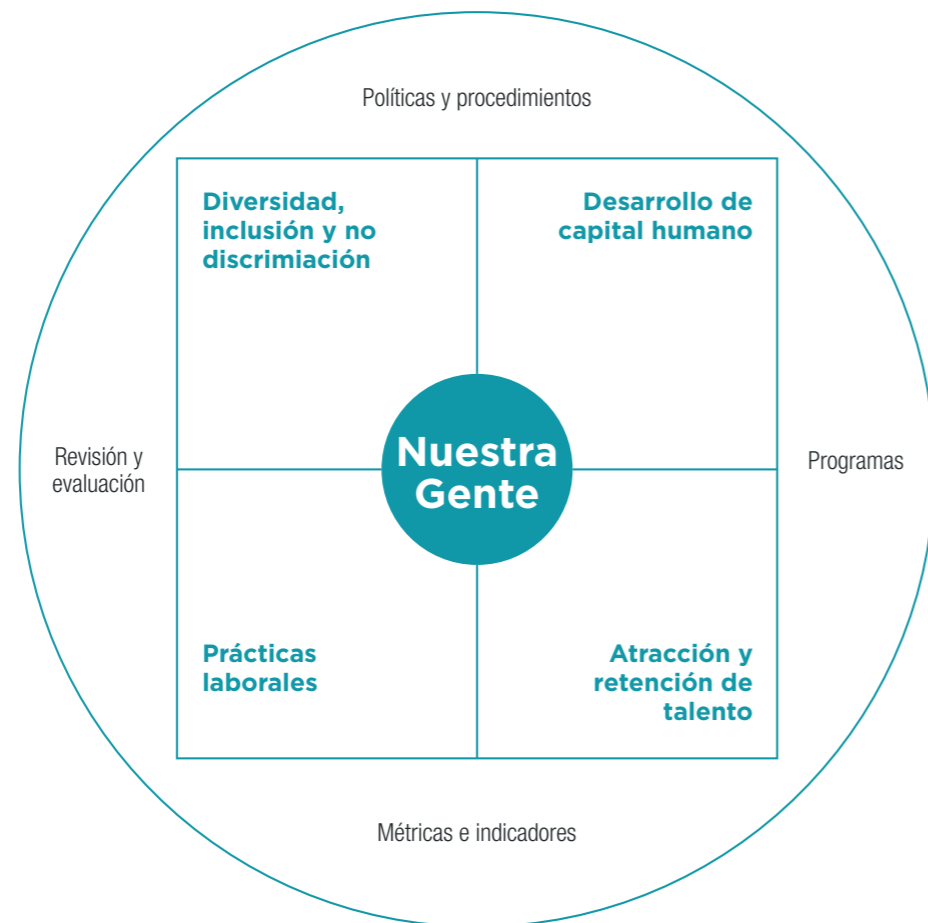 Políticas y procedimientos
Diversidad,
inclusión y no
discrimiación
Desarrollo de
capital humano
Revisión y
evaluación
Nuestra
Gente
Programas
Prácticas
laborales
Atracción y
retención de
talento
Métricas e indicadores